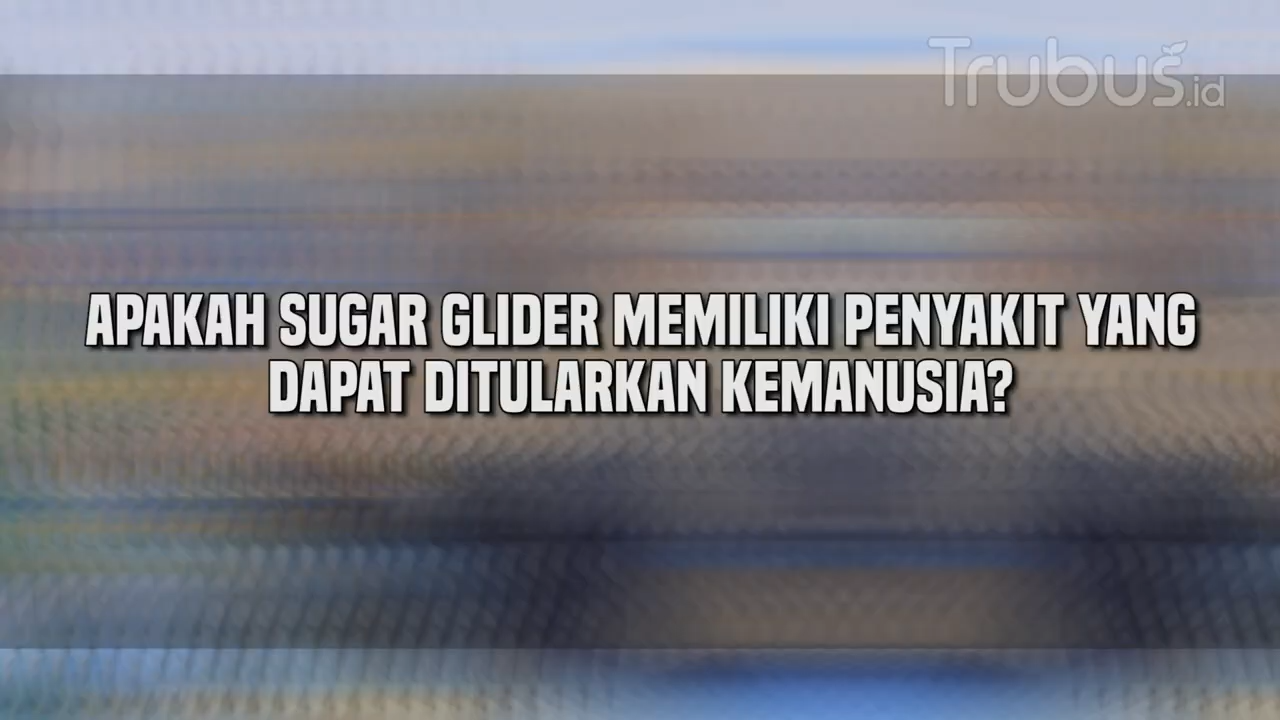 Trubus.id
APAKAH SUGAR GLIDER MEMILIKI PENYAKIT YANG
DAPAT DITULARKAN KEMANUSIA?